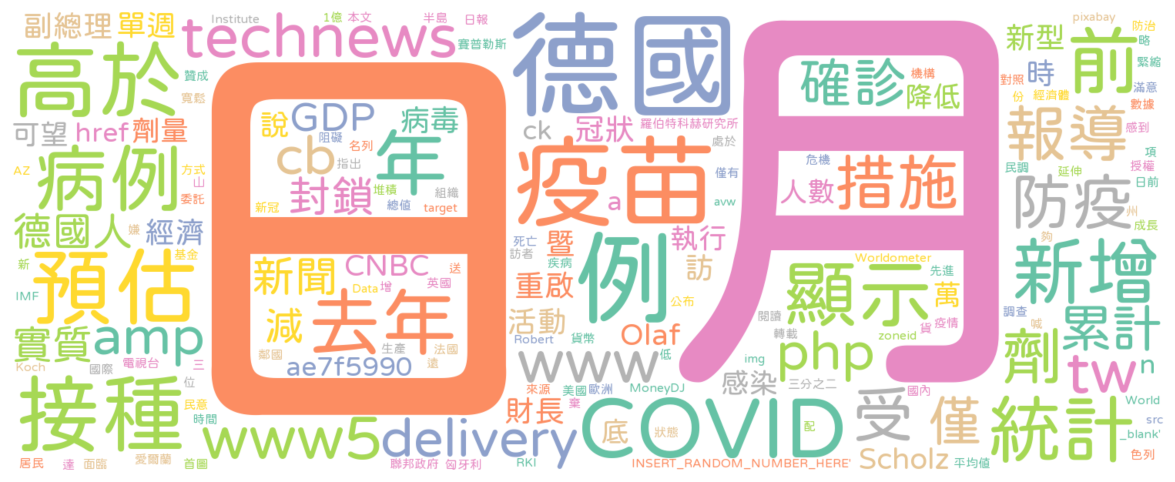 副總理
單週
technews
Institute
1億
本文
半島
日報
賽普勒斯
德國
月
日
pixabay
新型
前
防治
略
緊縮
高於
贊成
寬鬆
說
GDP
病毒
阻礙
確診
機構
降低
時
對照
份
經濟體
滿意
數據
可望
href
劑量
cb
名列
年
指出
ck
冠狀
羅伯特科赫研究所
處於
報導
感到
項
病例
AZ
方式
山
委託
封鎖
堆積
組織
總值
新冠
target
疫苗
僅有
a
avw
危機
人數
措施
民調
延伸
授權
日前
防疫
州
成長
德國人
嫌
經濟
新聞
CNBC
送
死亡
訪者
暨
例
執行
訪
疾病
Worldometer
先進
夠
新增
新
預估
基金
IMF
Data
增
英國
重啟
公布
顯示
萬
貨
疫情
調查
喊
減
去年
活動
Olaf
Robert
貨幣
閱讀
轉載
zoneid
累計
實質
amp
鄰國
生產
法國
遠
www
低
img
php
劑
n
Koch
國際
電視台
三
ae7f5990
來源
美國
歐洲
MoneyDJ
感染
三分之二
國內
tw
位
接種
民意
時間
財長
棄
受
僅
World
src
www5
delivery
底
狀態
COVID
配
統計
_blank'
居民
達
面臨
愛爾蘭
首圖
聯邦政府
匈牙利
RKI
INSERT_RANDOM_NUMBER_HERE'
Scholz
平均值
色列